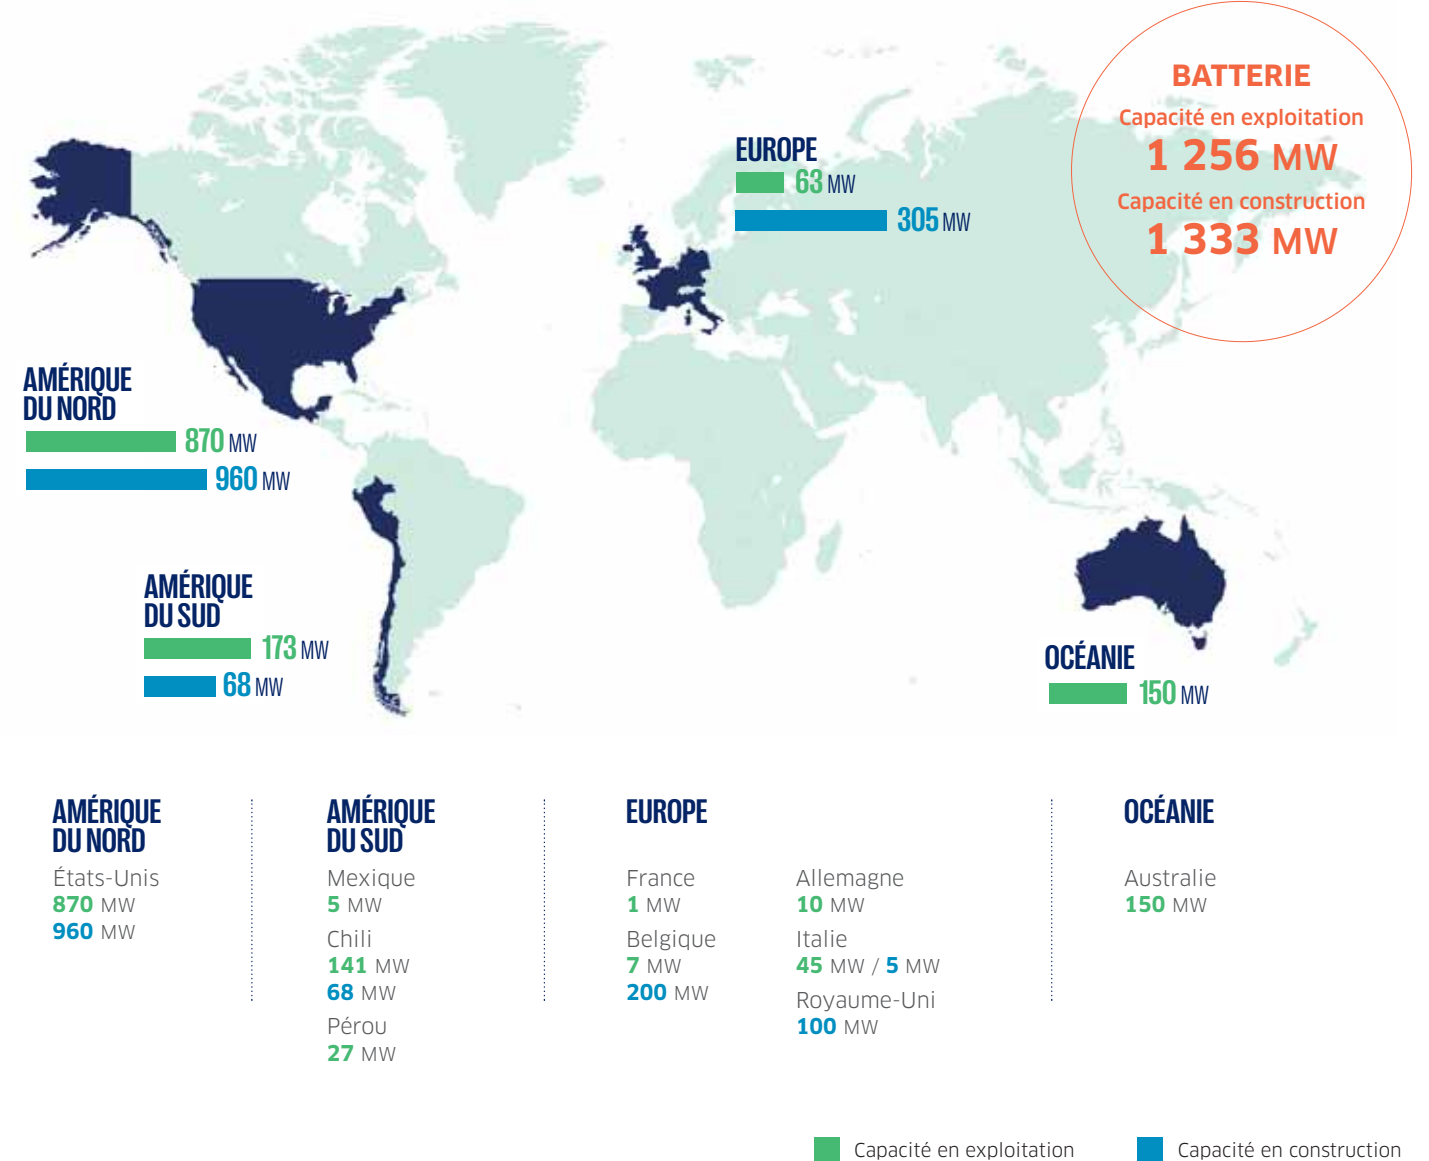 BATTERIE
Capacité en exploitation
1 256 MW
Capacité en construction
1 333 MW
EUROPE
63 MW
305 MW
AMÉRIQUE
DU NORD
870 MW
960 MW
AMÉRIQUE
DU SUD
173 MW
68 MW
OCÉANIE
150 MW
AMÉRIQUE
DU NORD
États-Unis
870 MW
960 MW
AMÉRIQUE
DU SUD
Mexique
5 MW
Chili
141 MW
68 MW
Pérou
27 MW
EUROPE
France
1 MW
Belgique
7 MW
200 MW
Allemagne
10 MW
Italie
45 MW / 5 MW
Royaume-Uni
100 MW
OCÉANIE
Australie
150 MW
Capacité en exploitation
Capacité en construction